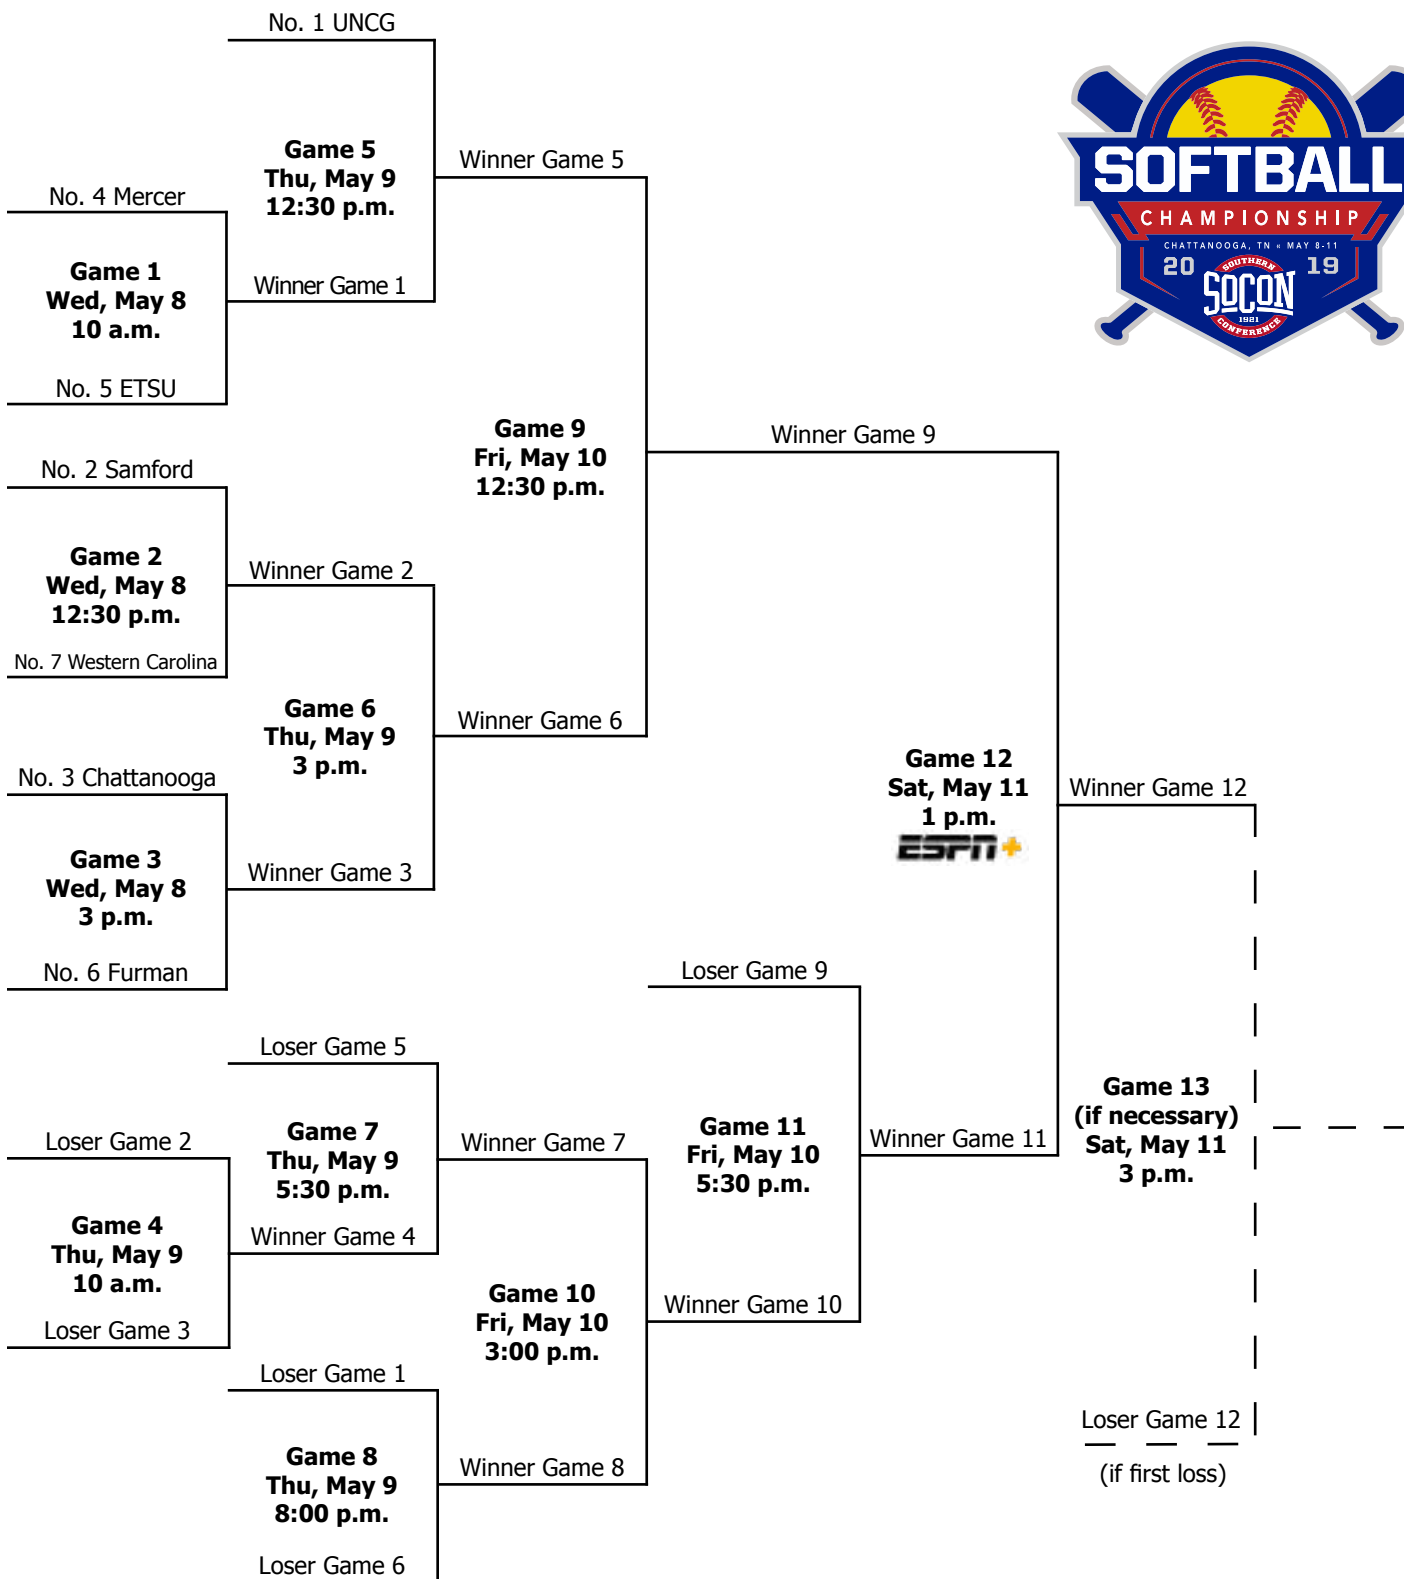 No. 1 UNCG
Game 5
Thu, May 9
12:30 p.m.
Winner Game 5
No. 4 Mercer
Game 1
Wed, May 8
10 a.m.
Winner Game 1
No. 5 ETSU
SOFTBALL
CHAMPIONSHIP
CHATTANOOGA, TN « MAY 8-11
20 19
SOUTHERN
SOCON
1921
CONFERENCE
Game 9
Fri, May 10
12:30 p.m.
Winner Game 9
No. 2 Samford
Game 2
Wed, May 8
12:30 p.m.
Winner Game 2
No. 7 Western Carolina
Game 6
Thu, May 9
3 p.m.
Winner Game 6
No. 3 Chattanooga
Game 3
Wed, May 8
3 p.m.
Winner Game 3
No. 6 Furman
Game 12
Sat, May 11
1 p.m.
ESPN+
Winner Game 12
Loser Game 9
Loser Game 5
Game 7
Thu, May 9
5:30 p.m.
Winner Game 7
Loser Game 2
Game 4
Thu, May 9
10 a.m.
Winner Game 4
Loser Game 3
Game 11
Fri, May 10
5:30 p.m.
Winner Game 11
Game 13
(if necessary)
Sat, May 11
3 p.m.
Game 10
Fri, May 10
3:00 p.m.
Winner Game 10
Loser Game 1
Game 8
Thu, May 9
8:00 p.m.
Winner Game 8
Loser Game 6
Loser Game 12
(if first loss)